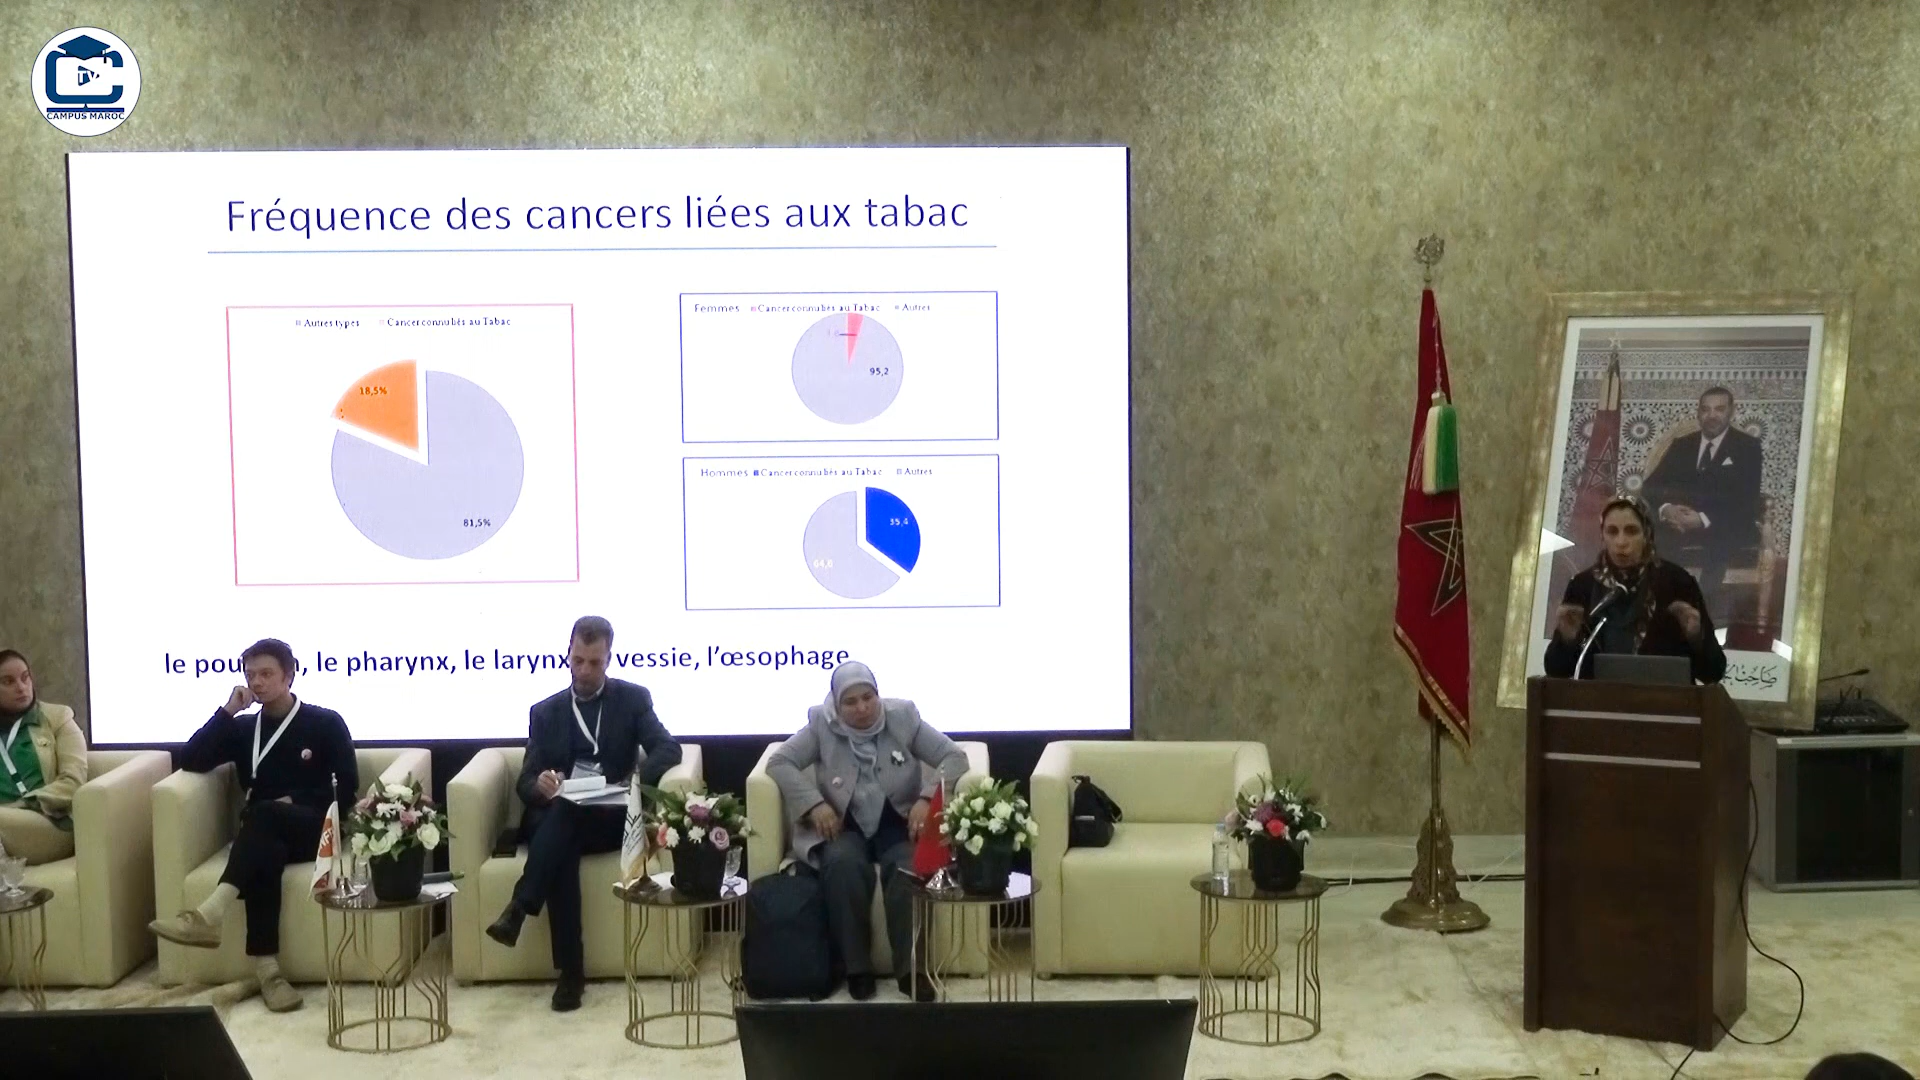 TV
CAMPUS MAROC
Fréquence des cancers liées aux tabac
Autres types Cancer connu liés au Tabac
18,5%
81,5%
Femmes Cancer connu liés au Tabac Autres
95,2
Hommes Cancer connu liés au Tabac Autres
35,4
64,6
le pharynx, le larynx vessie, l'œsophage